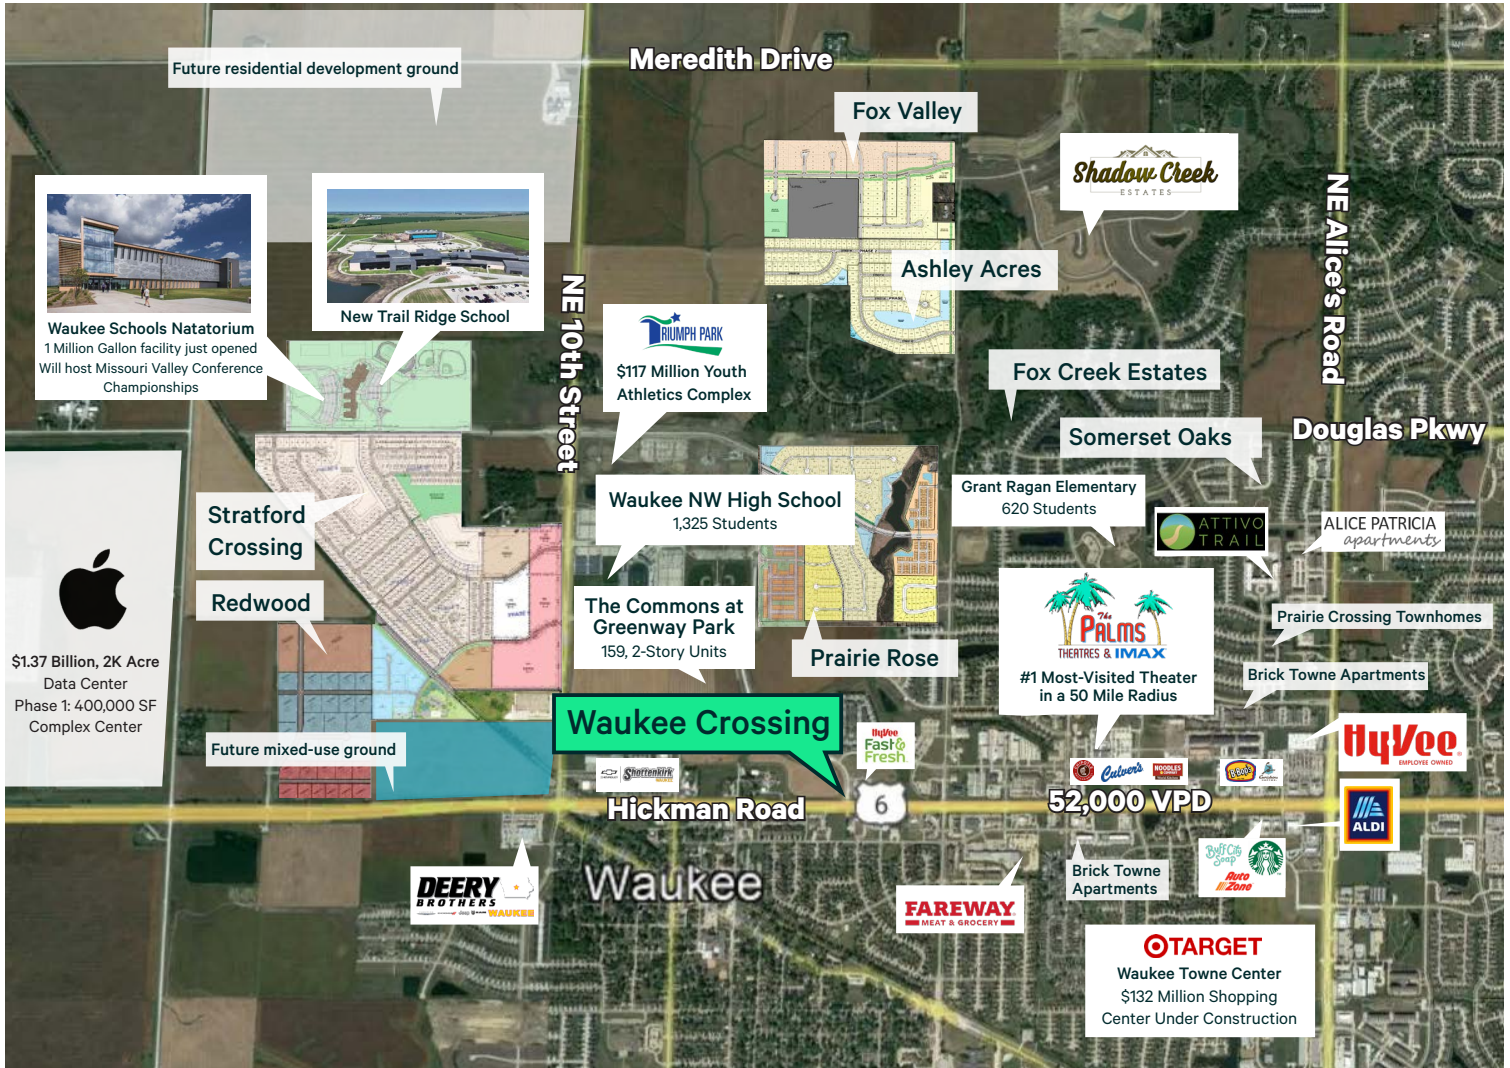 Meredith Drive
Future residential development ground
Fox Valley
Shadow Creek
ESTATES
NE Alice's Road
Waukee Schools Natatorium
1 Million Gallon facility just opened
Will host Missouri Valley Conference
Championships
New Trail Ridge School
NE 10th Street
Ashley Acres
TRIUMPH PARK
$117 Million Youth
Athletics Complex
Fox Creek Estates
Somerset Oaks
Douglas Pkwy
Waukee NW High School
1,325 Students
Grant Ragan Elementary
620 Students
ATTIVO
TRAIL
ALICE PATRICIA
apartments
Stratford
Crossing
Redwood
The Commons at
Greenway Park
159, 2-Story Units
Prairie Rose
The
PALMS
THEATRES & IMAX
#1 Most-Visited Theater
in a 50 Mile Radius
Prairie Crossing Townhomes
Brick Towne Apartments
$1.37 Billion, 2K Acre
Data Center
Phase 1: 400,000 SF
Complex Center
Future mixed-use ground
Waukee Crossing
HyVee
Fast&
Fresh
HyVee
EMPLOYEE OWNED
Shottenkirk
Culver's
NOODLES
Hickman Road
6
52,000 VPD
ALDI
DEERY
BROTHERS
WAUKEE
Waukee
FAREWAY
MEAT & GROCERY
Brick Towne
Apartments
Buff City
Soap
Auto
Zone
TARGET
Waukee Towne Center
$132 Million Shopping
Center Under Construction